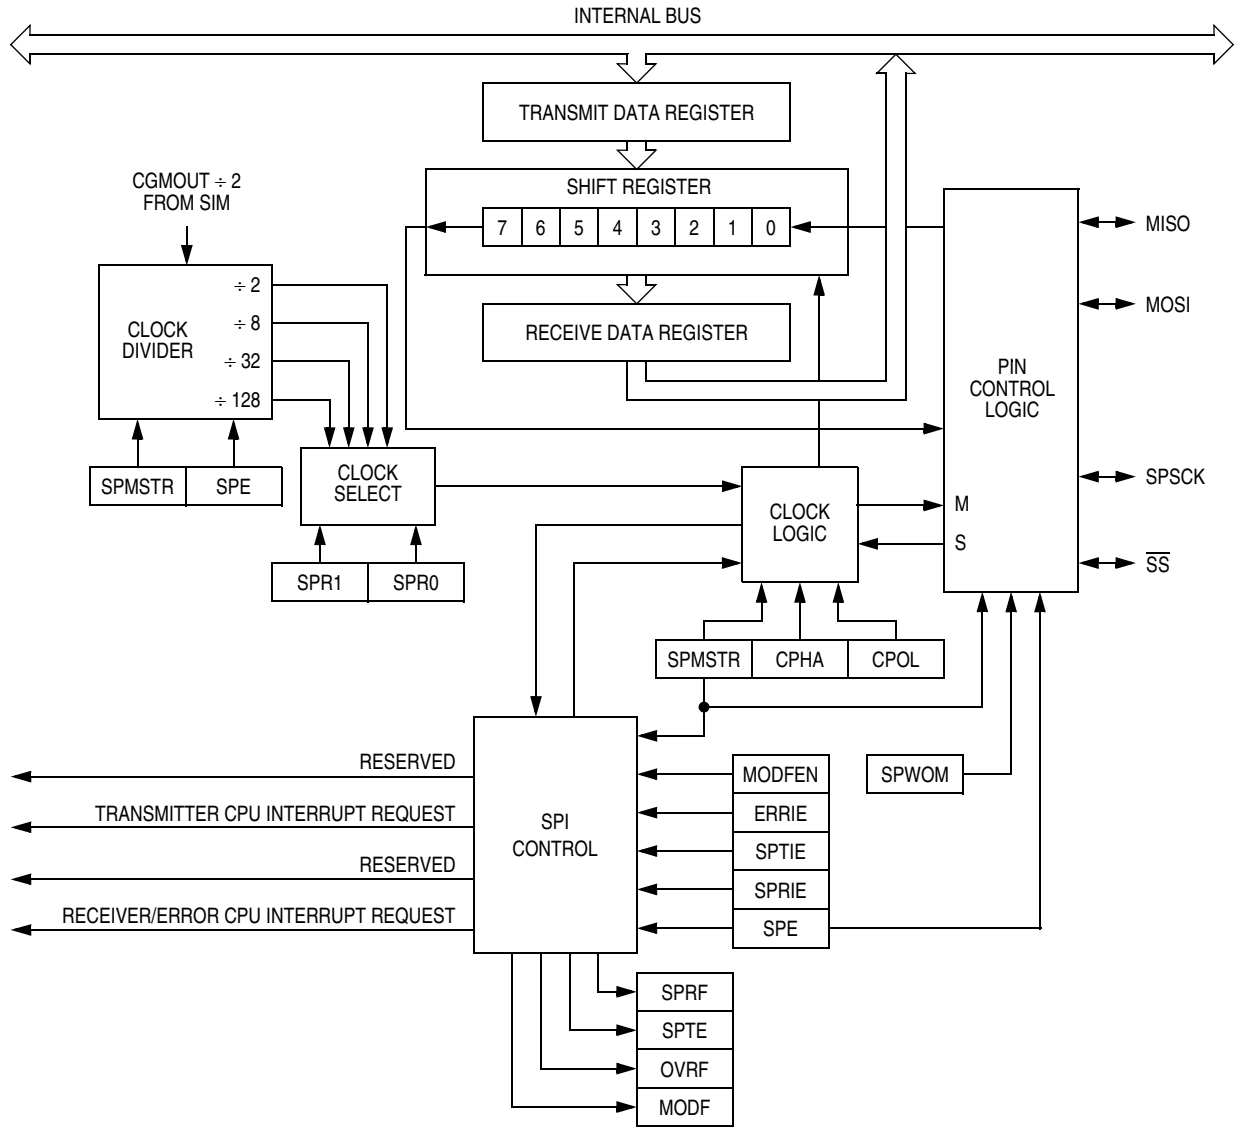 INTERNAL BUS
TRANSMIT DATA REGISTER
SHIFT REGISTER
7 6 5 4 3 2 1 0
RECEIVE DATA REGISTER
CGMOUT ÷ 2
FROM SIM
CLOCK
DIVIDER
÷ 2
÷ 8
÷ 32
÷ 128
SPMSTR SPE
CLOCK
SELECT
SPR1 SPR0
PIN
CONTROL
LOGIC
M
S
MISO
MOSI
SPSCK
S̅S̅
CLOCK
LOGIC
SPMSTR CPHA CPOL
RESERVED
TRANSMITTER CPU INTERRUPT REQUEST
RESERVED
RECEIVER/ERROR CPU INTERRUPT REQUEST
SPI
CONTROL
MODFEN
ERRIE
SPTIE
SPRIE
SPE
SPWOM
SPRF
SPTE
OVRF
MODF